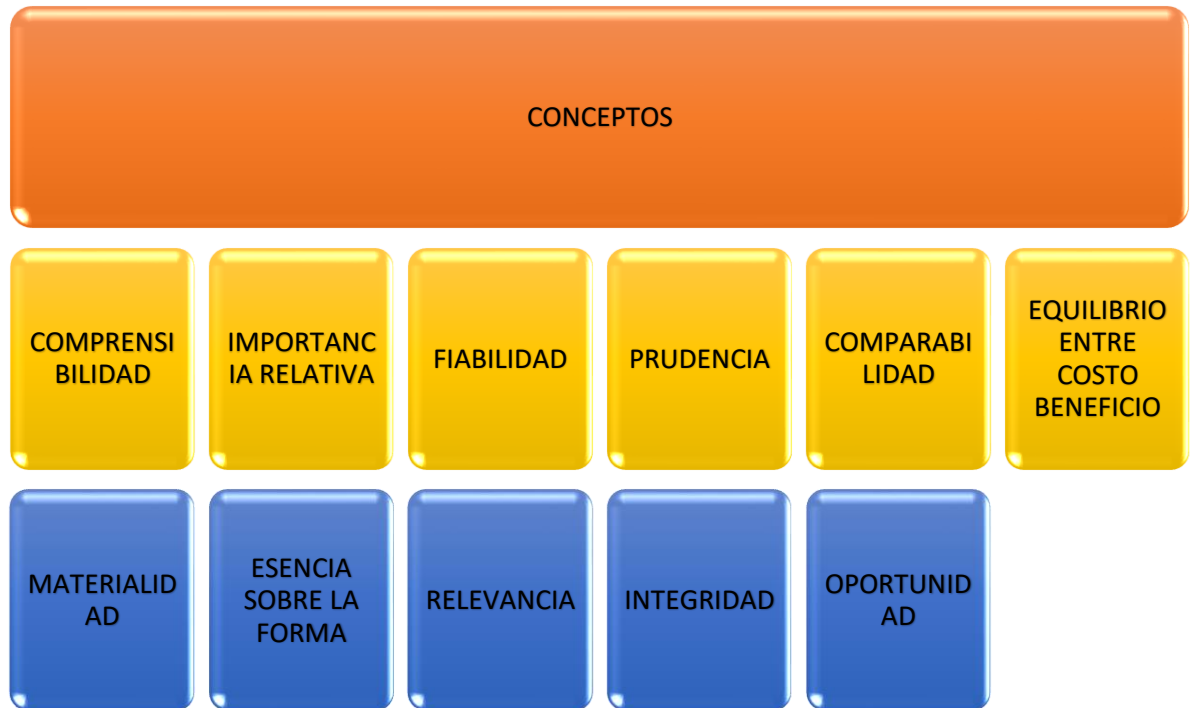 CONCEPTOS
COMPRENSI
BILIDAD
IMPORTANC
IA RELATIVA
FIABILIDAD
PRUDENCIA
COMPARABI
LIDAD
EQUILIBRIO
ENTRE
COSTO
BENEFICIO
MATERIALID
AD
ESENCIA
SOBRE LA
FORMA
RELEVANCIA
INTEGRIDAD
OPORTUNID
AD